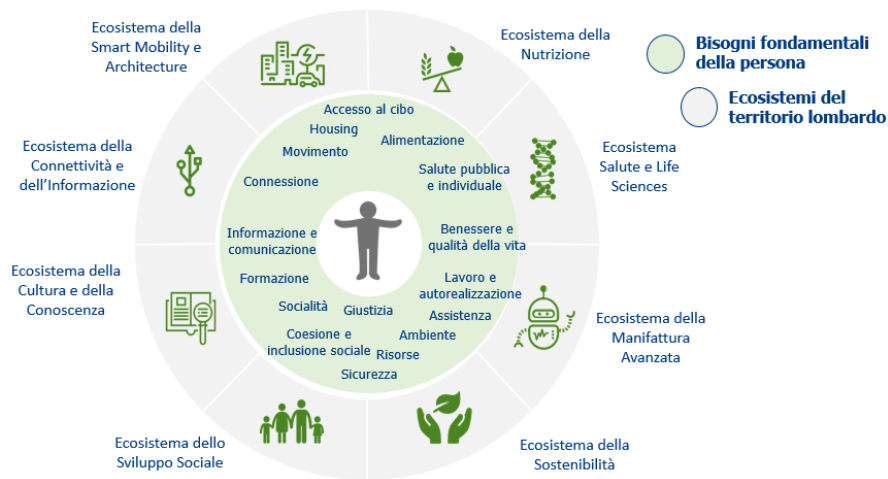 Ecosistema della
Smart Mobility e
Architecture
Ecosistema della
Nutrizione
Bisogni fondamentali
della persona
Ecosistemi del
territorio lombardo
Ecosistema della
Connettività e
dell'Informazione
Ecosistema
Salute e Life
Sciences
Accesso al cibo
Housing
Alimentazione
Movimento
Connessione
Salute pubblica
e individuale
Informazione e
comunicazione
Benessere e
qualità della vita
Formazione
Lavoro e
autorealizzazione
Socialità
Giustizia
Assistenza
Coesione e
inclusione sociale
Ambiente
Risorse
Sicurezza
Ecosistema della
Cultura e della
Conoscenza
Ecosistema della
Manifattura
Avanzata
Ecosistema dello
Sviluppo Sociale
Ecosistema della
Sostenibilità